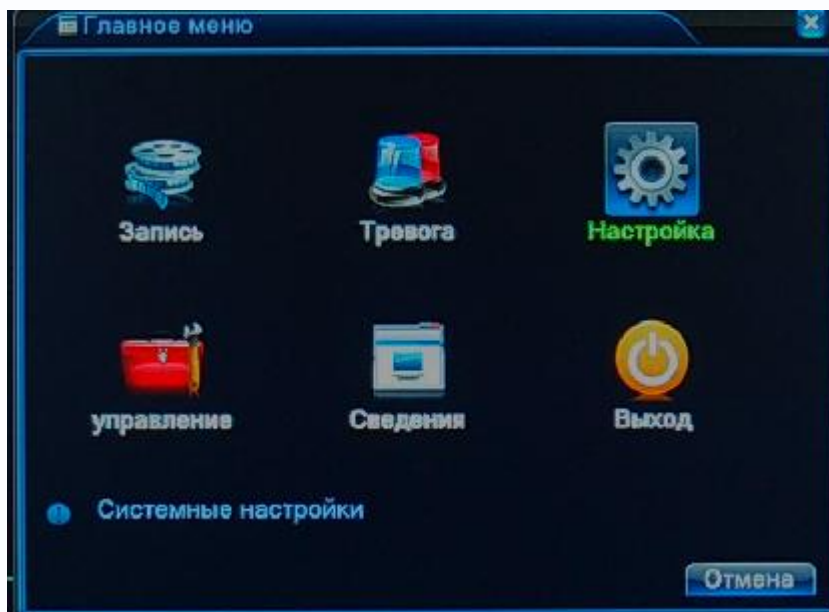 Главное меню
Запись
Тревога
Настройка
управление
Сведения
Выход
Системные настройки
Отмена